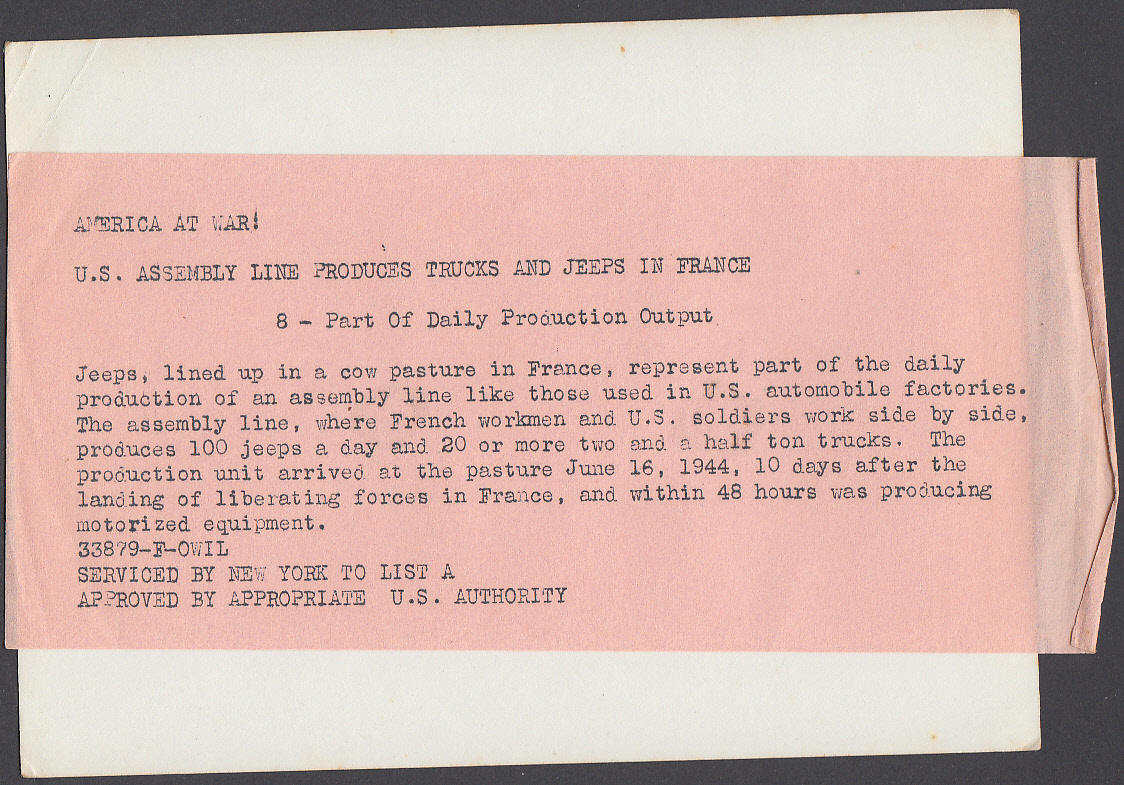 AMERICA AT WAR!
U.S. ASSEMBLY LINE PRODUCES TRUCKS AND JEEPS IN FRANCE
8 - Part Of Daily Production Output
Jeeps, lined up in a cow pasture in France, represent part of the daily
production of an assembly line like those used in U.S. automobile factories.
The assembly line, where French workmen and U.S. soldiers work side by side,
produces 100 jeeps a day and 20 or more two and a half ton trucks. The
production unit arrived at the pasture June 16, 1944, 10 days after the
landing of liberating forces in France, and within 48 hours was producing
motorized equipment.
33879-F-OWIL
SERVICED BY NEW YORK TO LIST A
APPROVED BY APPROPRIATE U.S. AUTHORITY